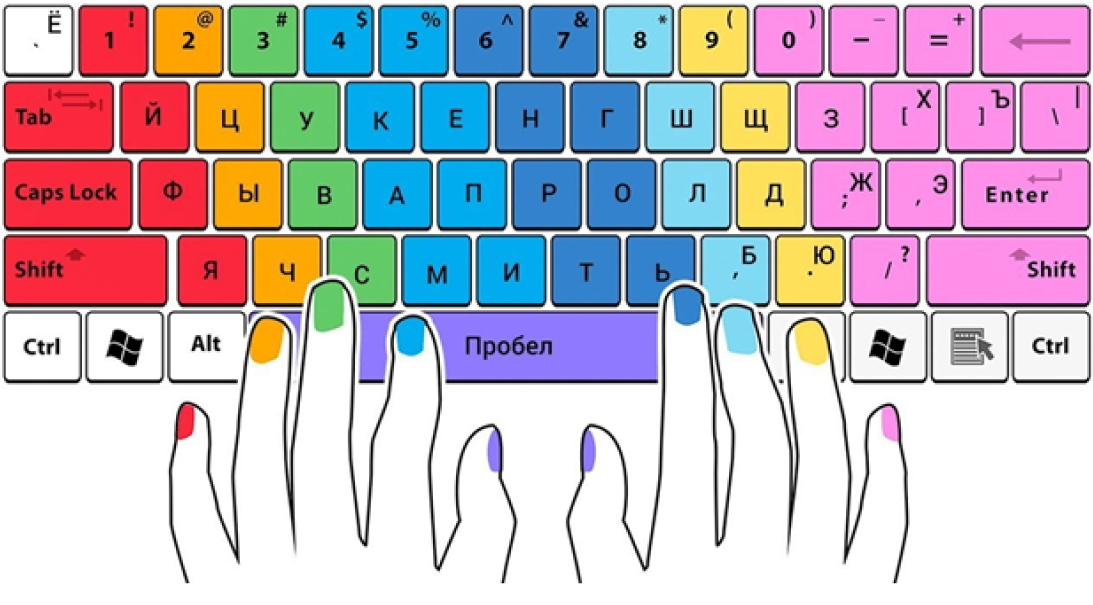 ` Ё 1 ! 2 @ 3 # 4 $ 5 % 6 ^ 7 & 8 * 9 ( 0 ) – _ = +
Tab Й Ц У К Е Н Г Ш Щ З [ Х ] Ъ \ |
Caps Lock Ф Ы В А П Р О Л Д ; Ж , Э Enter
Shift Я Ч С М И Т Ь , Б . Ю / ? Shift
Ctrl Alt Пробел Ctrl